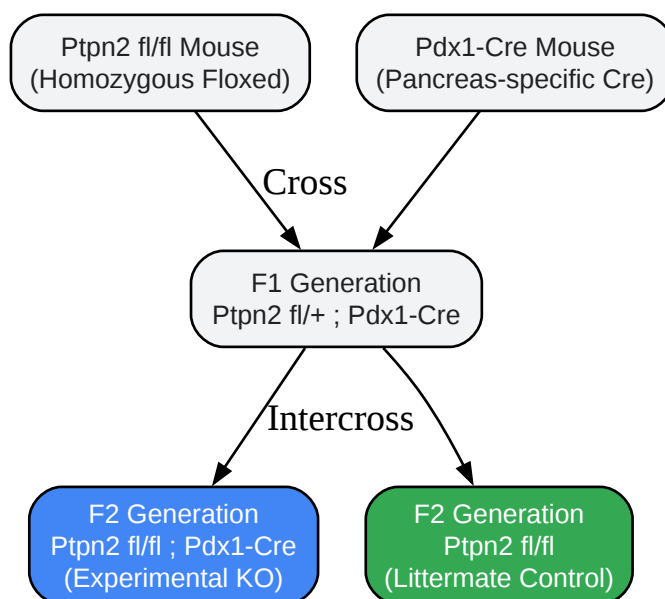 Ptpn2 fl/fl Mouse
(Homozygous Floxed)
Pdx1-Cre Mouse
(Pancreas-specific Cre)
Cross
F1 Generation
Ptpn2 fl/+ ; Pdx1-Cre
Intercross
F2 Generation
Ptpn2 fl/fl ; Pdx1-Cre
(Experimental KO)
F2 Generation
Ptpn2 fl/fl
(Littermate Control)